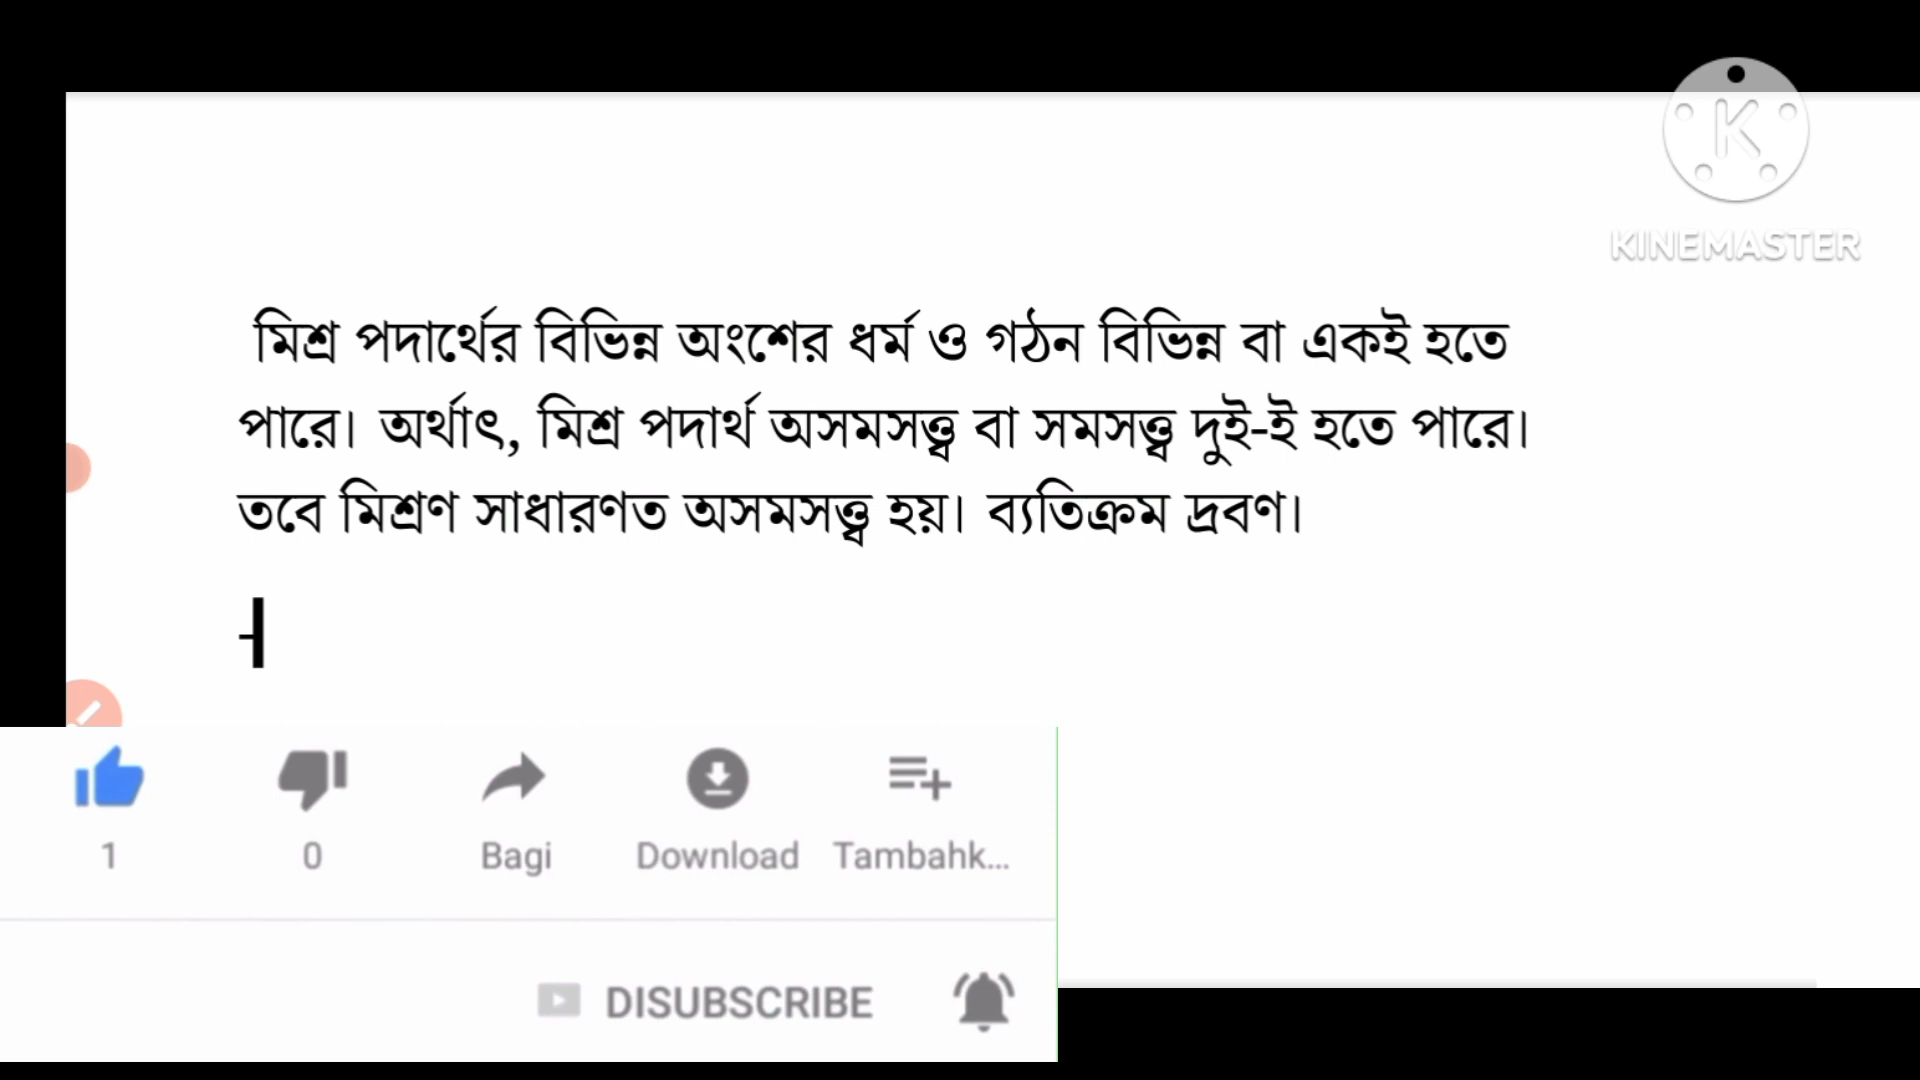 KINEMASTER
মিশ্র পদার্থের বিভিন্ন অংশের ধর্ম ও গঠন বিভিন্ন বা একই হতে
পারে। অর্থাৎ, মিশ্র পদার্থ অসমসত্ত্ব বা সমসত্ত্ব দুই-ই হতে পারে।
তবে মিশ্রণ সাধারণত অসমসত্ত্ব হয়। ব্যতিক্রম দ্রবণ।
-
1 0 Bagi Download Tambahk...
DISUBSCRIBE